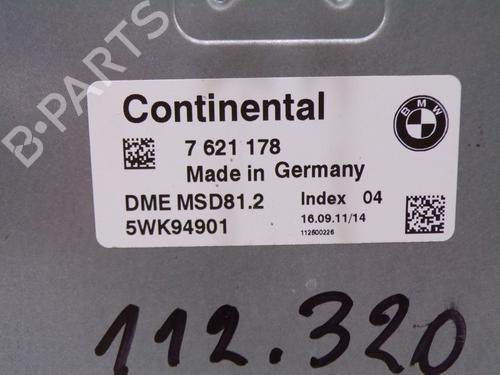 B-PARTS
Continental
BMW
7 621 178
Made in Germany
DME MSD81.2 Index 04
5WK94901 16.09.11/14
112500226
112.320